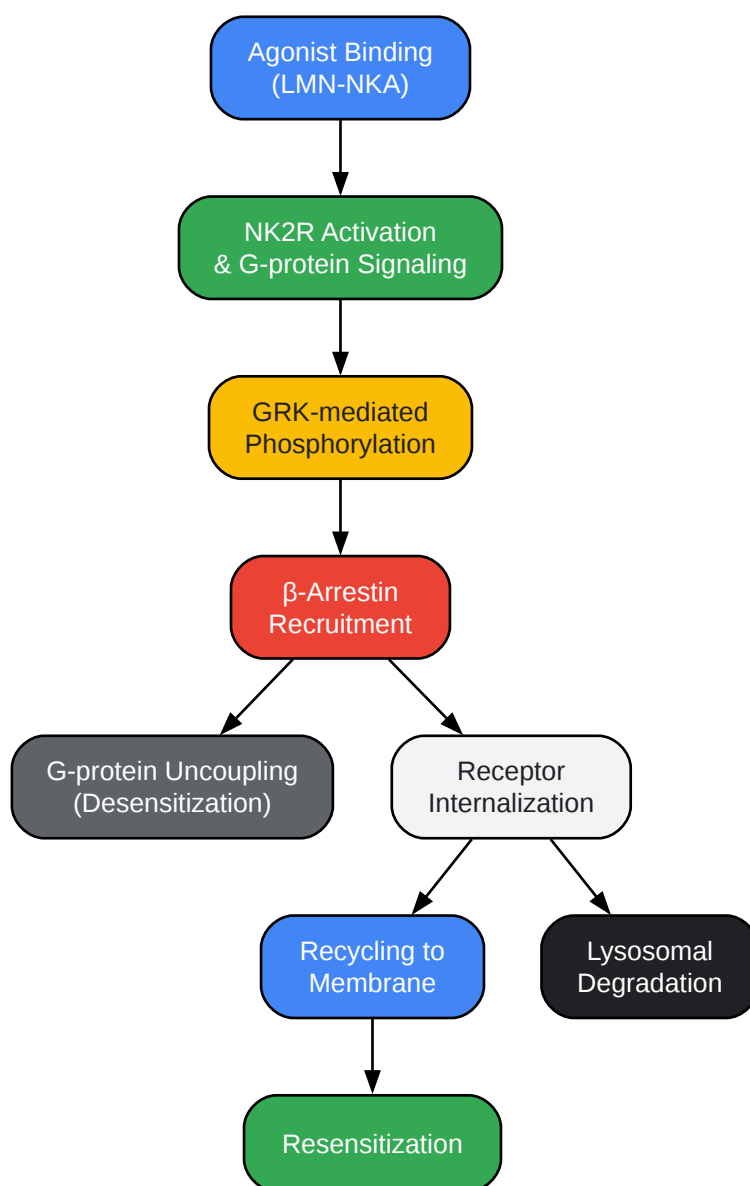 Agonist Binding
(LMN-NKA)
NK2R Activation
& G-protein Signaling
GRK-mediated
Phosphorylation
β-Arrestin
Recruitment
G-protein Uncoupling
(Desensitization)
Receptor
Internalization
Recycling to
Membrane
Lysosomal
Degradation
Resensitization